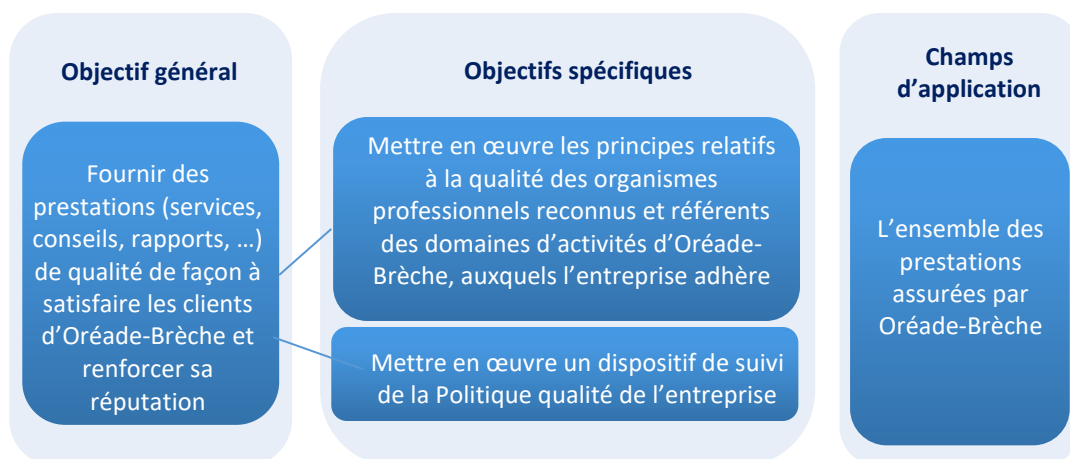 Objectif général
Fournir des
prestations (services,
conseils, rapports, …)
de qualité de façon à
satisfaire les clients
d’Oréade-Brèche et
renforcer sa
réputation
Objectifs spécifiques
Mettre en œuvre les principes relatifs
à la qualité des organismes
professionnels reconnus et référents
des domaines d’activités d’Oréade-
Brèche, auxquels l’entreprise adhère
Mettre en œuvre un dispositif de suivi
de la Politique qualité de l’entreprise
Champs
d’application
L’ensemble des
prestations
assurées par
Oréade-Brèche